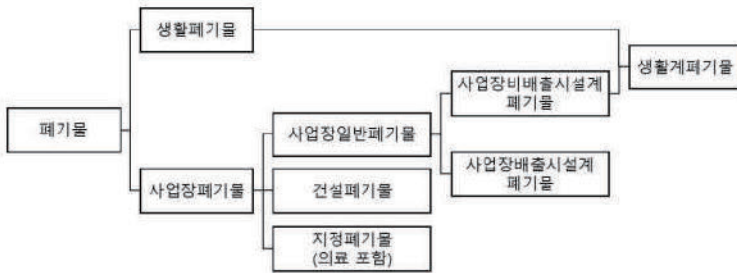 생활폐기물
생활계폐기물
사업장비배출시설계
폐기물
폐기물
사업장일반폐기물
사업장배출시설계
폐기물
사업장폐기물
건설폐기물
지정폐기물
(의료 포함)